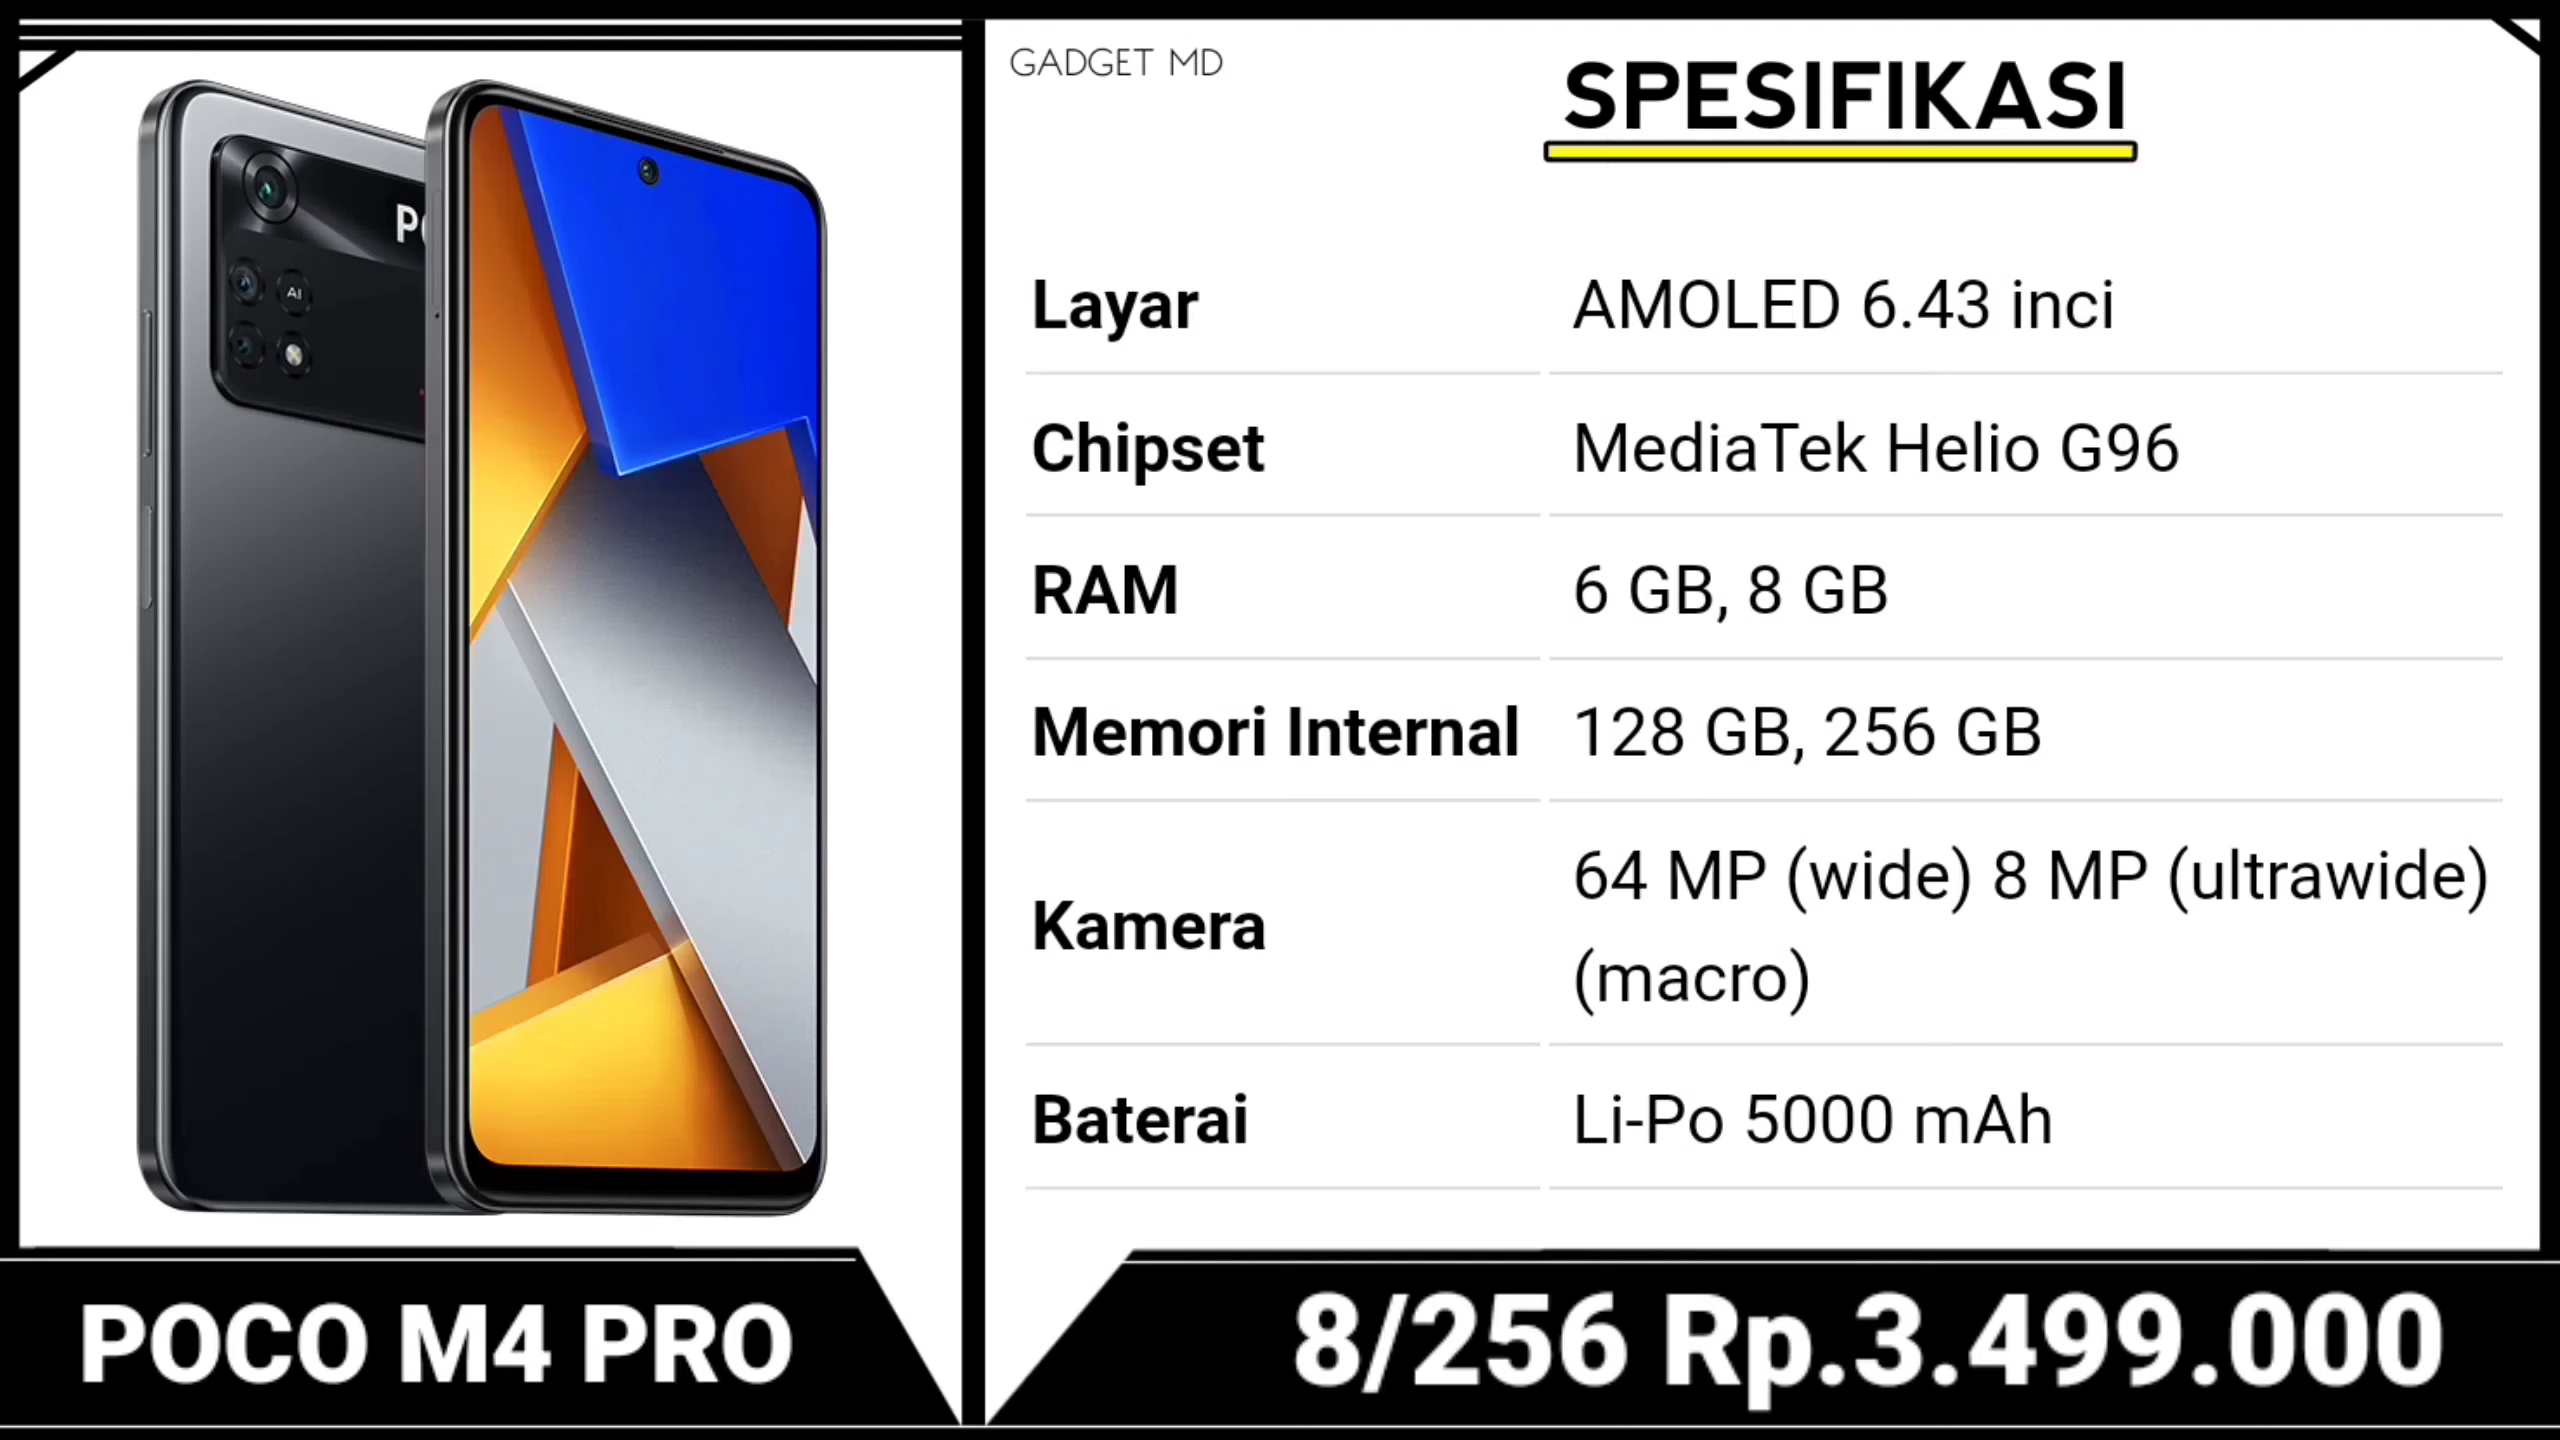 GADGET MD
SPESIFIKASI
Layar AMOLED 6.43 inci
Chipset MediaTek Helio G96
RAM 6 GB, 8 GB
Memori Internal 128 GB, 256 GB
Kamera 64 MP (wide) 8 MP (ultrawide)
(macro)
Baterai Li-Po 5000 mAh
AI
POCO M4 PRO
8/256 Rp.3.499.000